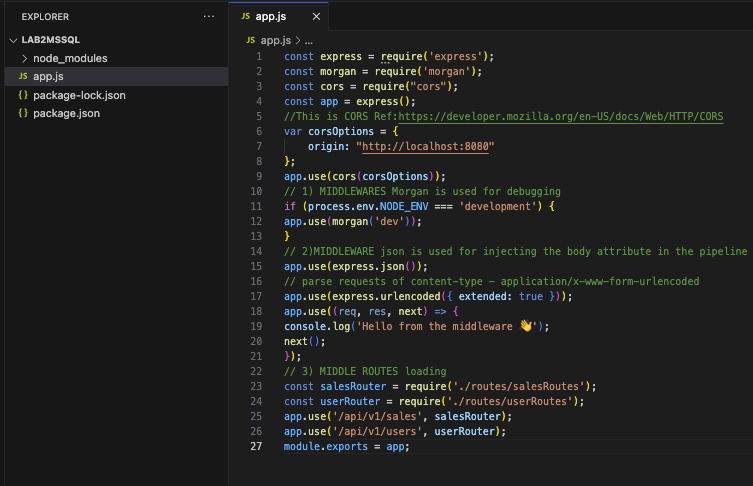 EXPLORER
···
LAB2MSSQL
node_modules
JS app.js
{ } package-lock.json
{ } package.json
JS app.js ×
JS app.js > ...
1 const express = require('express');
2 const morgan = require('morgan');
3 const cors = require("cors");
4 const app = express();
5 //This is CORS Ref:https://developer.mozilla.org/en-US/docs/Web/HTTP/CORS
6 var corsOptions = {
7 origin: "http://localhost:8080"
8 };
9 app.use(cors(corsOptions));
10 // 1) MIDDLEWARES Morgan is used for debugging
11 if (process.env.NODE_ENV === 'development') {
12 app.use(morgan('dev'));
13 }
14 // 2)MIDDLEWARE json is used for injecting the body attribute in the pipeline
15 app.use(express.json());
16 // parse requests of content-type - application/x-www-form-urlencoded
17 app.use(express.urlencoded({ extended: true }));
18 app.use((req, res, next) => {
19 console.log('Hello from the middleware 👋');
20 next();
21 });
22 // 3) MIDDLE ROUTES loading
23 const salesRouter = require('./routes/salesRoutes');
24 const userRouter = require('./routes/userRoutes');
25 app.use('/api/v1/sales', salesRouter);
26 app.use('/api/v1/users', userRouter);
27 module.exports = app;